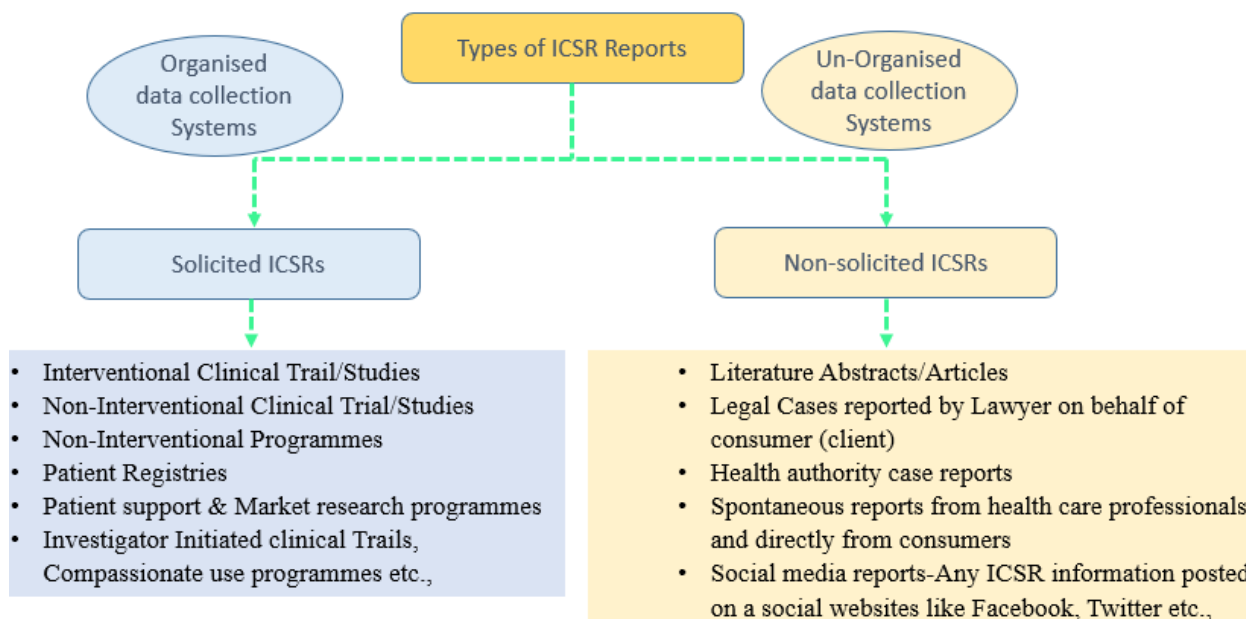 Types of ICSR Reports
Organised
data collection
Systems
Un-Organised
data collection
Systems
Solicited ICSRs
Non-solicited ICSRs
• Interventional Clinical Trail/Studies
• Non-Interventional Clinical Trial/Studies
• Non-Interventional Programmes
• Patient Registries
• Patient support & Market research programmes
• Investigator Initiated clinical Trails,
Compassionate use programmes etc.,
• Literature Abstracts/Articles
• Legal Cases reported by Lawyer on behalf of
consumer (client)
• Health authority case reports
• Spontaneous reports from health care professionals
and directly from consumers
• Social media reports-Any ICSR information posted
on a social websites like Facebook, Twitter etc.,